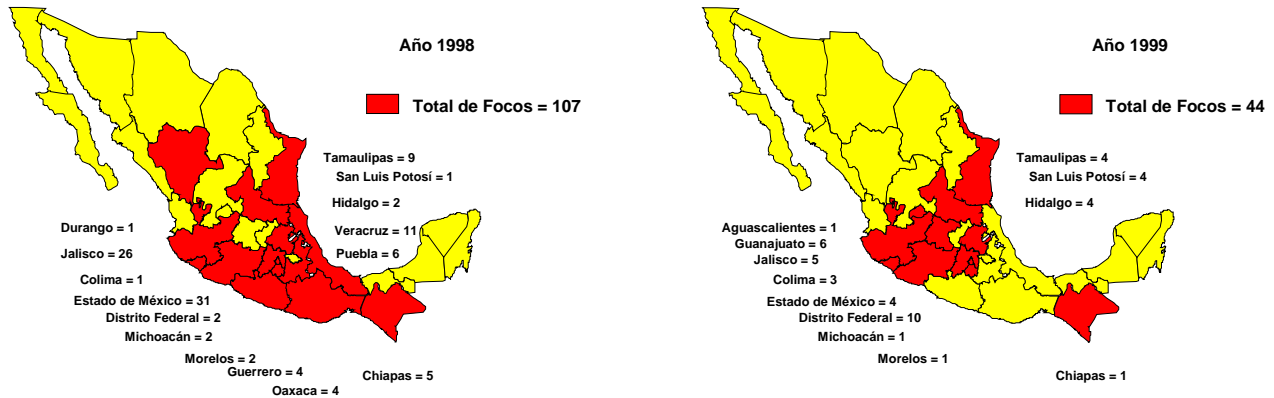 Año 1998
Total de Focos = 107
Tamaulipas = 9
San Luis Potosí = 1
Hidalgo = 2
Durango = 1
Veracruz = 11
Jalisco = 26
Puebla = 6
Colima = 1
Estado de México = 31
Distrito Federal = 2
Michoacán = 2
Morelos = 2
Guerrero = 4
Chiapas = 5
Oaxaca = 4
Año 1999
Total de Focos = 44
Tamaulipas = 4
San Luis Potosí = 4
Hidalgo = 4
Aguascalientes = 1
Guanajuato = 6
Jalisco = 5
Colima = 3
Estado de México = 4
Distrito Federal = 10
Michoacán = 1
Morelos = 1
Chiapas = 1